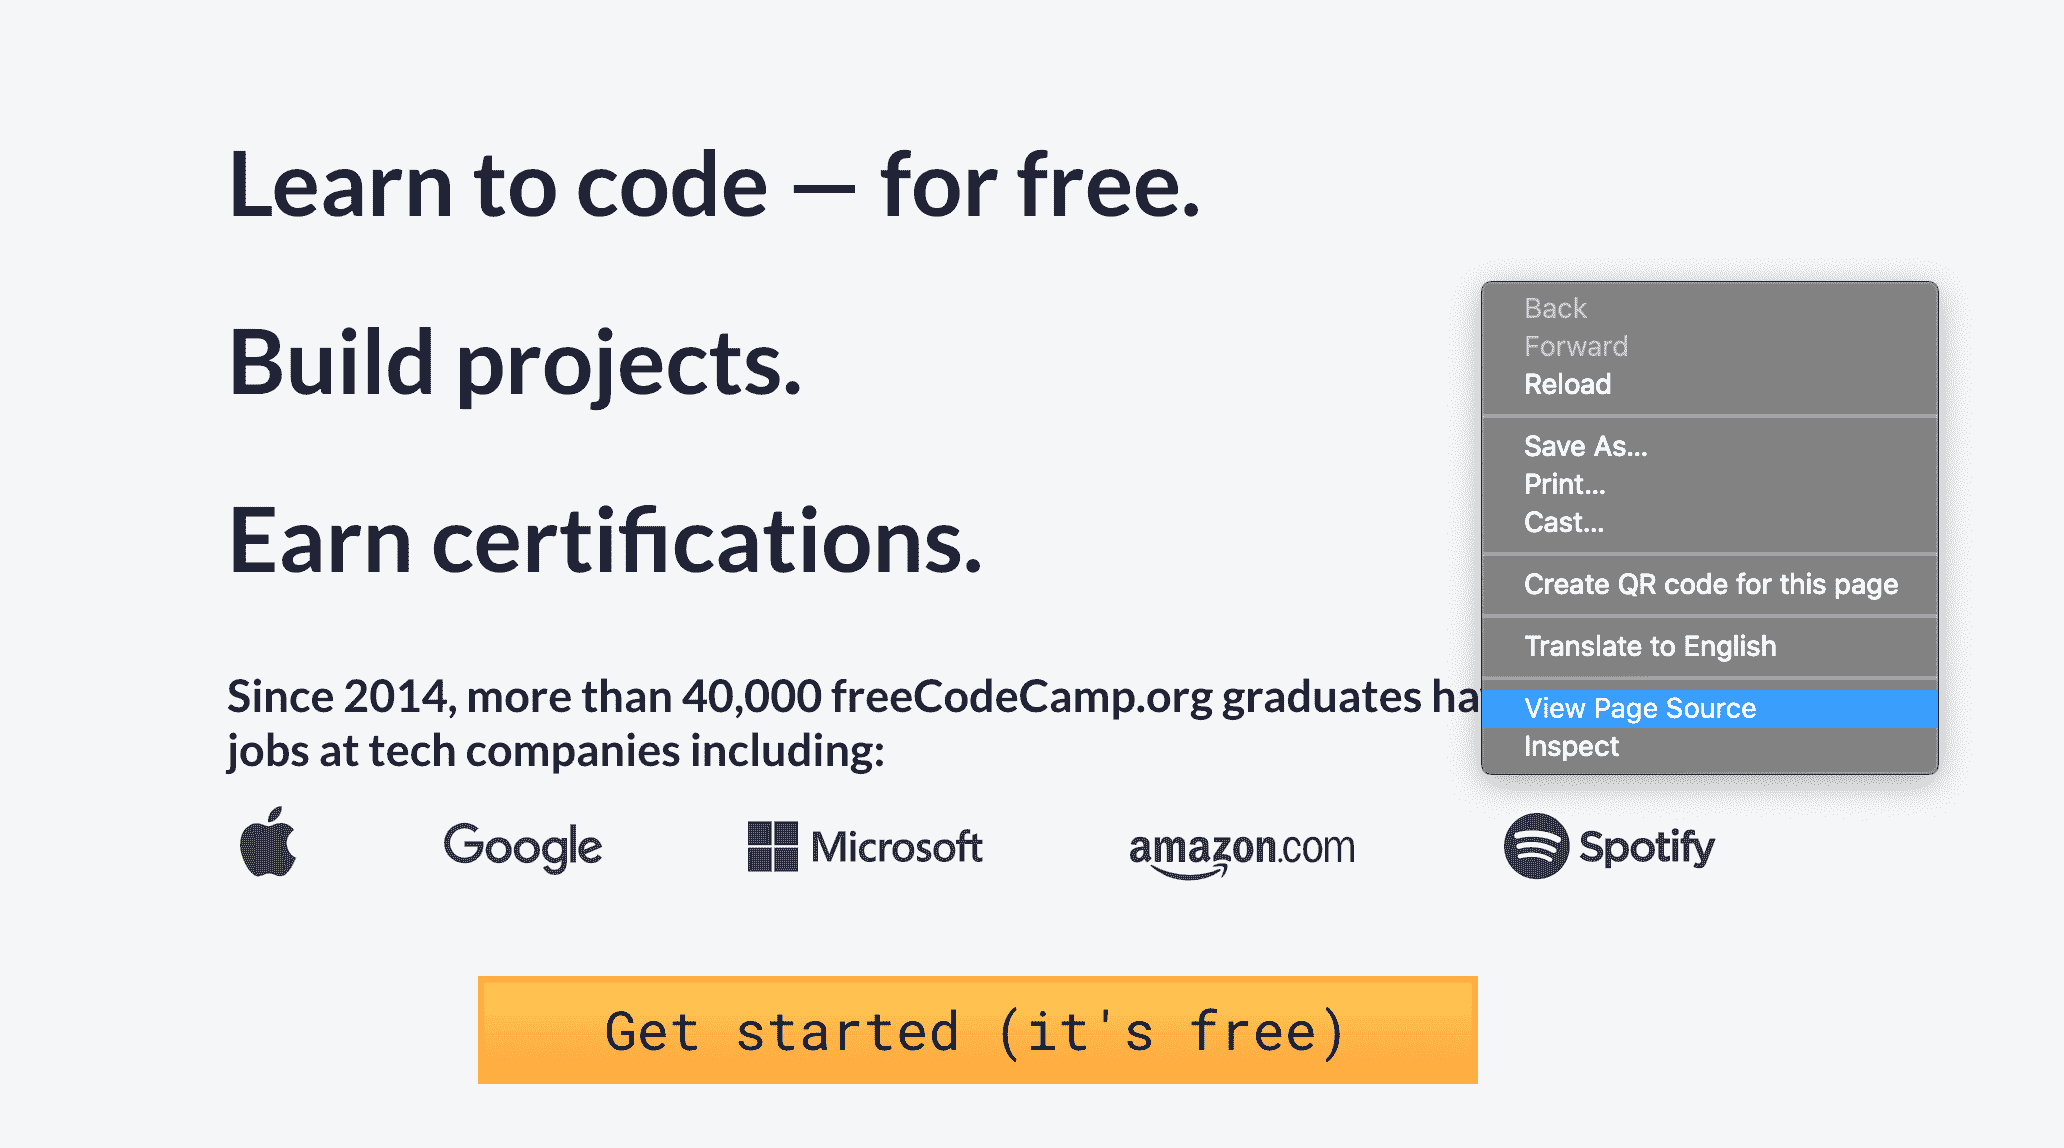 Learn to code — for free.
Build projects.
Earn certifications.
Since 2014, more than 40,000 freeCodeCamp.org graduates
jobs at tech companies including:
Google
Microsoft
amazon.com
Spotify
Get started (it's free)
Back
Forward
Reload
Save As...
Print...
Cast...
Create QR code for this page
Translate to English
View Page Source
Inspect